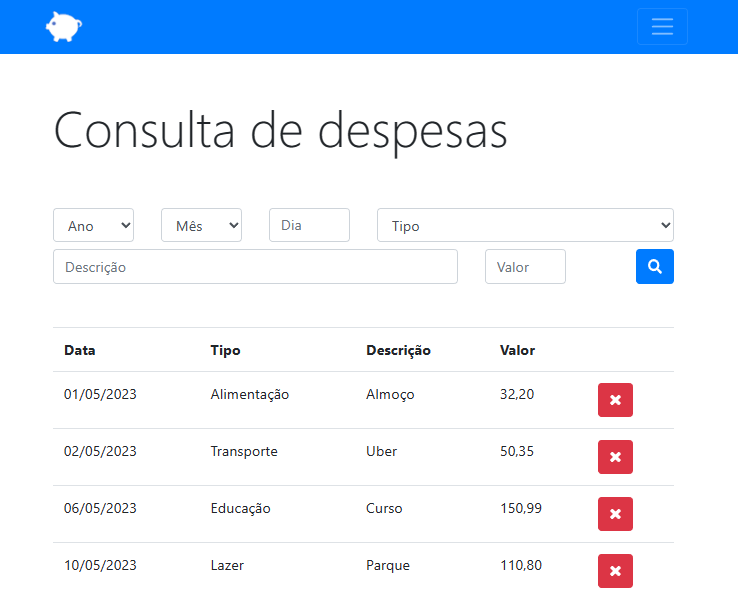 Consulta de despesas
Ano Mês Dia Tipo
Descrição Valor
Data Tipo Descrição Valor
01/05/2023 Alimentação Almoço 32,20
02/05/2023 Transporte Uber 50,35
06/05/2023 Educação Curso 150,99
10/05/2023 Lazer Parque 110,80